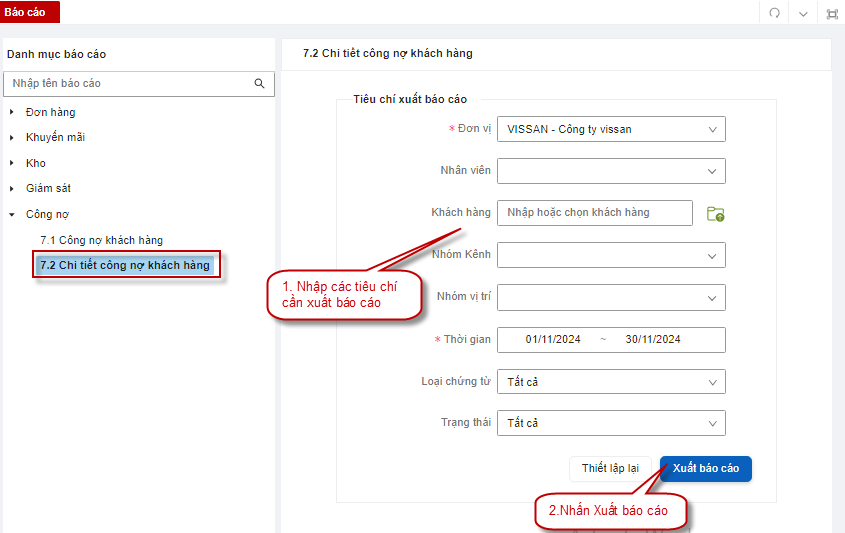 Báo cáo
Danh mục báo cáo
Nhập tên báo cáo
Đơn hàng
Khuyến mãi
Kho
Giám sát
Công nợ
7.1 Công nợ khách hàng
7.2 Chi tiết công nợ khách hàng
7.2 Chi tiết công nợ khách hàng
Tiêu chí xuất báo cáo
* Đơn vị VISSAN - Công ty vissan
Nhân viên
Khách hàng Nhập hoặc chọn khách hàng
Nhóm Kênh
1. Nhập các tiêu chí
cần xuất báo cáo
Nhóm vị trí
* Thời gian 01/11/2024 ~ 30/11/2024
Loại chứng từ Tất cả
Trạng thái Tất cả
Thiết lập lại Xuất báo cáo
2.Nhấn Xuất báo cáo